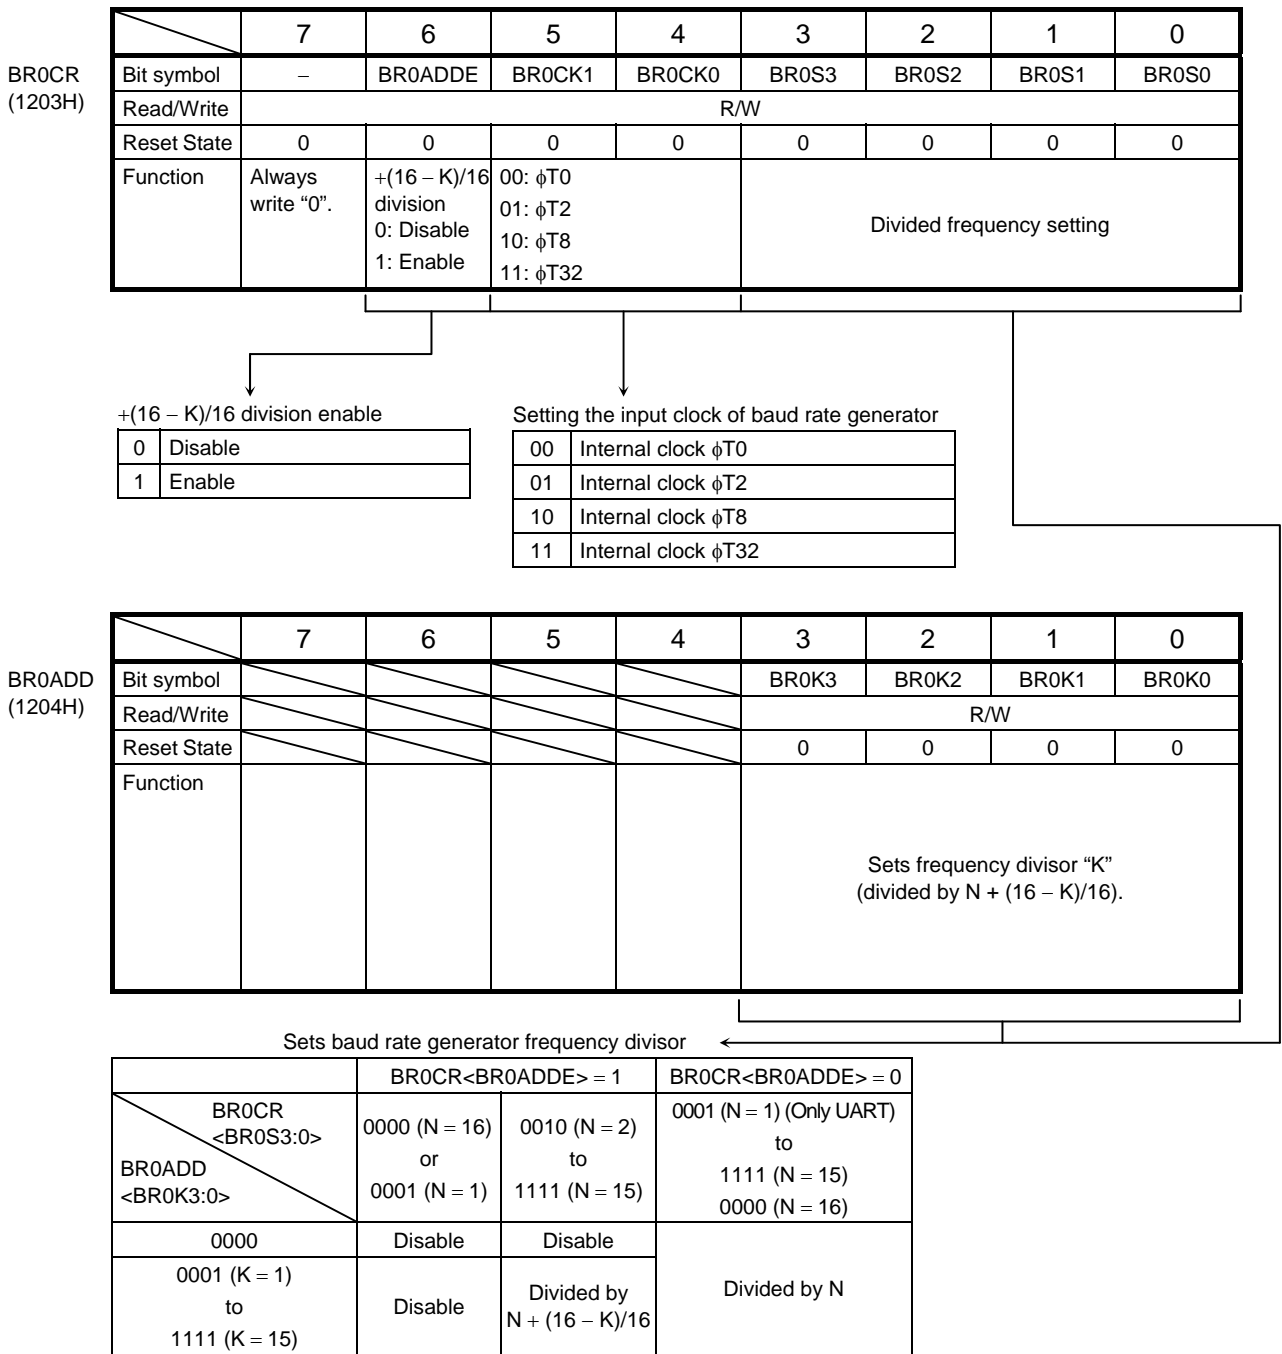 7 6 5 4 3 2 1 0
BR0CR
(1203H)
Bit symbol – BR0ADDE BR0CK1 BR0CK0 BR0S3 BR0S2 BR0S1 BR0S0
Read/Write R/W
Reset State 0 0 0 0 0 0 0 0
Function
Always
write “0”.
+(16 – K)/16
division
0: Disable
1: Enable
00: ϕT0
01: ϕT2
10: ϕT8
11: ϕT32
Divided frequency setting
+(16 – K)/16 division enable
0 Disable
1 Enable
Setting the input clock of baud rate generator
00 Internal clock ϕT0
01 Internal clock ϕT2
10 Internal clock ϕT8
11 Internal clock ϕT32
7 6 5 4 3 2 1 0
BR0ADD
(1204H)
Bit symbol BR0K3 BR0K2 BR0K1 BR0K0
Read/Write R/W
Reset State 0 0 0 0
Function
Sets frequency divisor “K”
(divided by N + (16 – K)/16).
Sets baud rate generator frequency divisor
BR0CR<BR0ADDE> = 1 BR0CR<BR0ADDE> = 0
BR0CR
<BR0S3:0>
BR0ADD
<BR0K3:0>
0000 (N = 16)
or
0001 (N = 1)
0010 (N = 2)
to
1111 (N = 15)
0001 (N = 1) (Only UART)
to
1111 (N = 15)
0000 (N = 16)
0000 Disable Disable
0001 (K = 1)
to
1111 (K = 15)
Disable
Divided by
N + (16 – K)/16
Divided by N